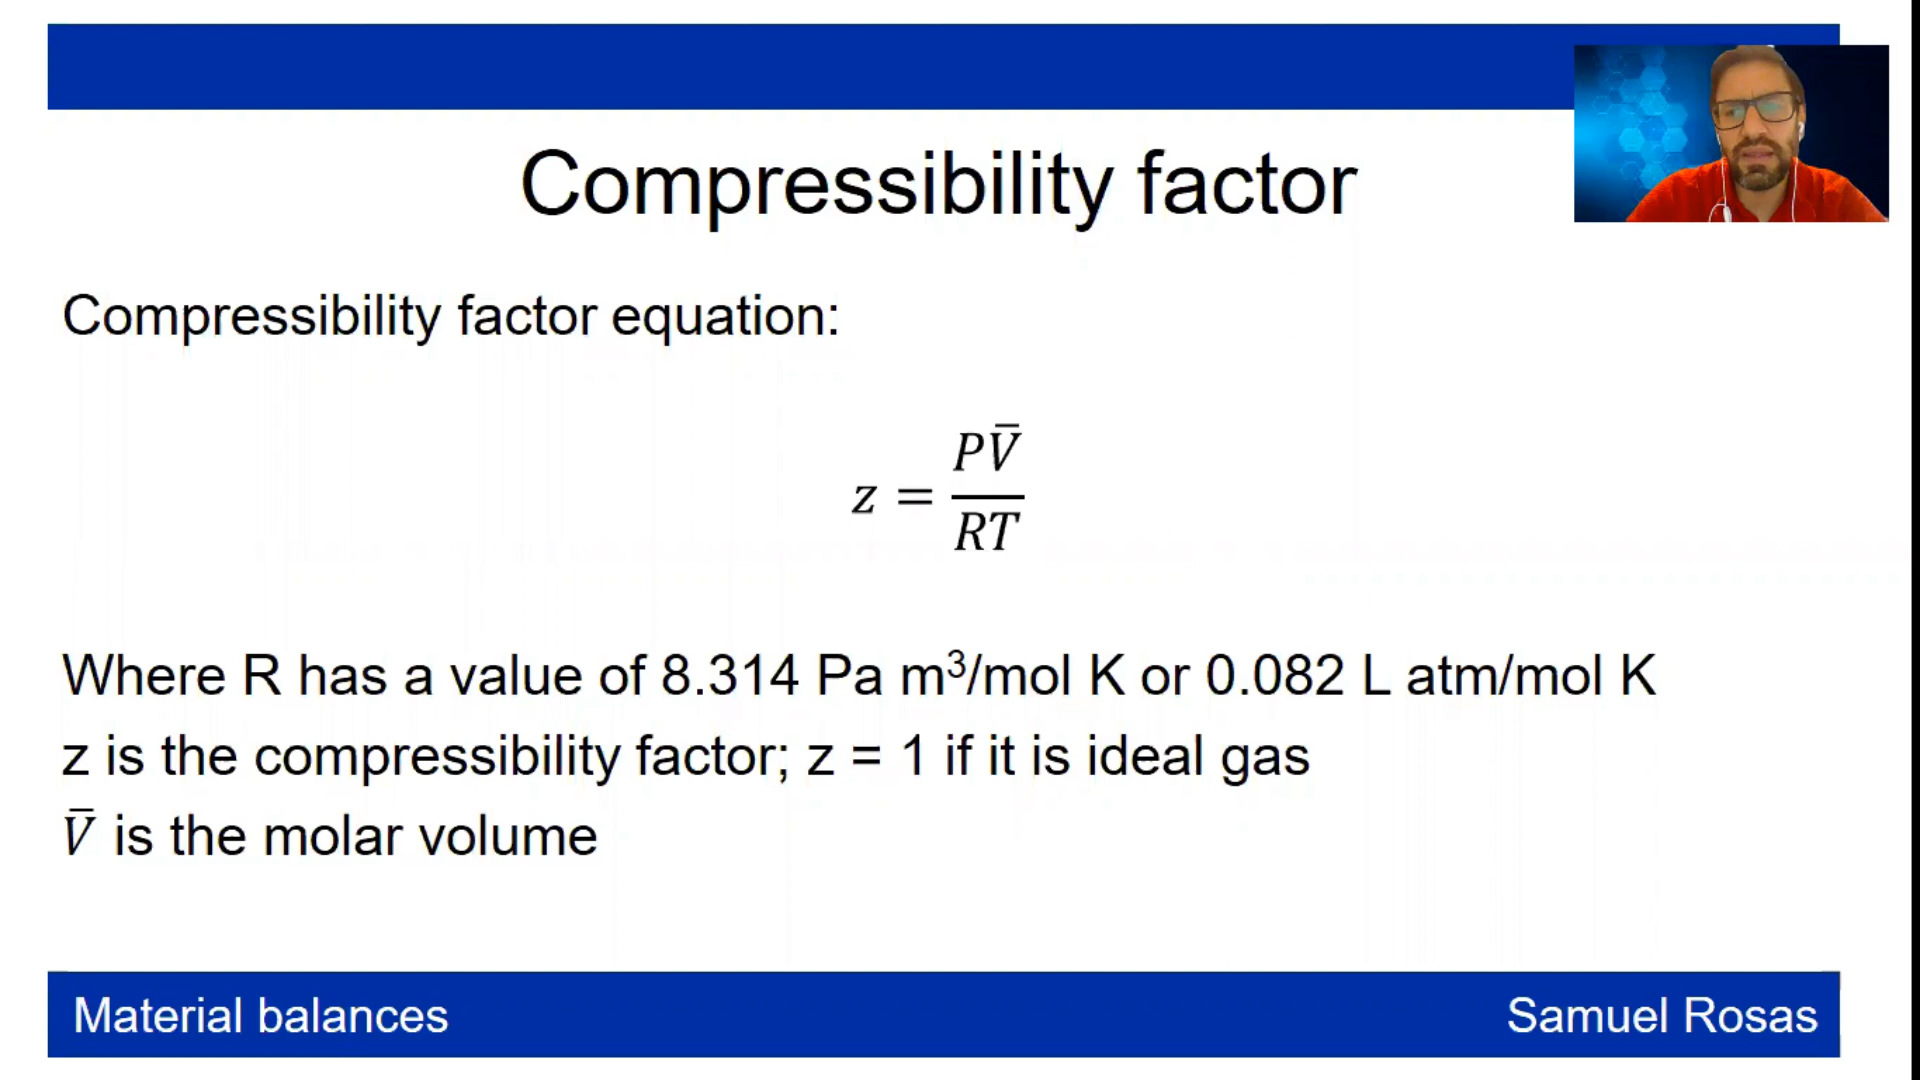 Compressibility factor
Compressibility factor equation:
z = PV̅/RT
Where R has a value of 8.314 Pa m³/mol K or 0.082 L atm/mol K
z is the compressibility factor; z = 1 if it is ideal gas
V̅ is the molar volume
Material balances
Samuel Rosas